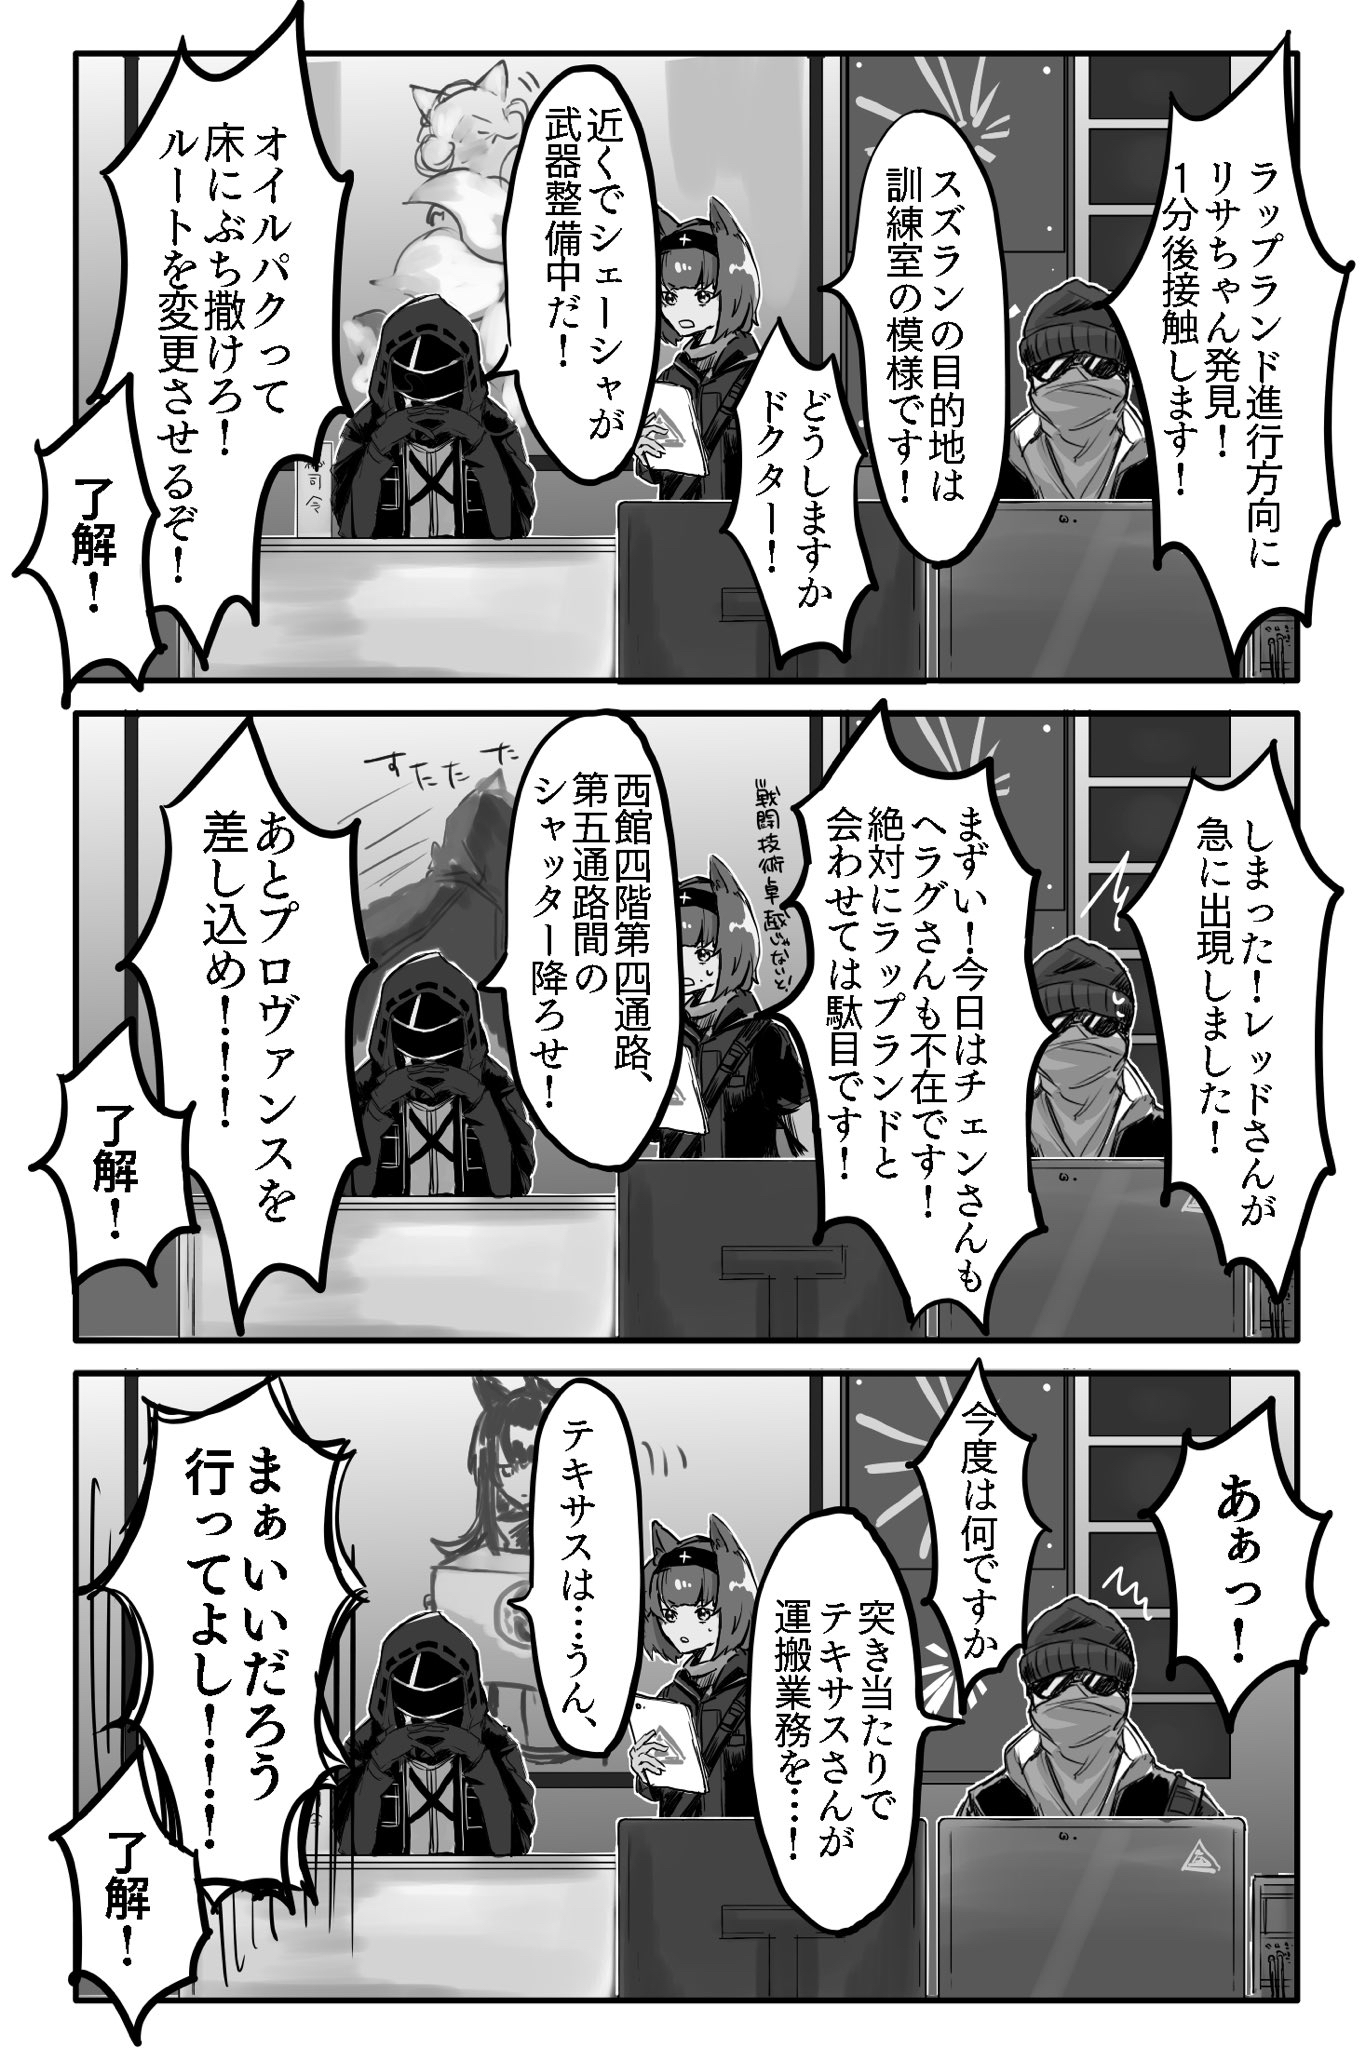 ラップランド進行方向に
リサちゃん発見!
1分後接触します!
スズランの目的地は
訓練室の模様です!
どうしますか
ドクター!
近くでシェーシャが
武器整備中だ!
オイルパクって
床にぶち撒けろ!
ルートを変更させるぞ!
了解!
司令
しまった!レッドさんが
急に出現しました!
まずい!今日はチェンさんも
ヘラグさんも不在です!
絶対にラップランドと
会わせては駄目です!
戦闘技術卓越じゃないと!
西館四階第四通路、
第五通路間の
シャッター降ろせ!
すたたた
あとプロヴァンスを
差し込め!!!!
了解!
あぁっ!
今度は何ですか
突き当たりで
テキサスさんが
運搬業務を…!
テキサスは…うん、
まぁいいだろう
行ってよし!!!!
了解!